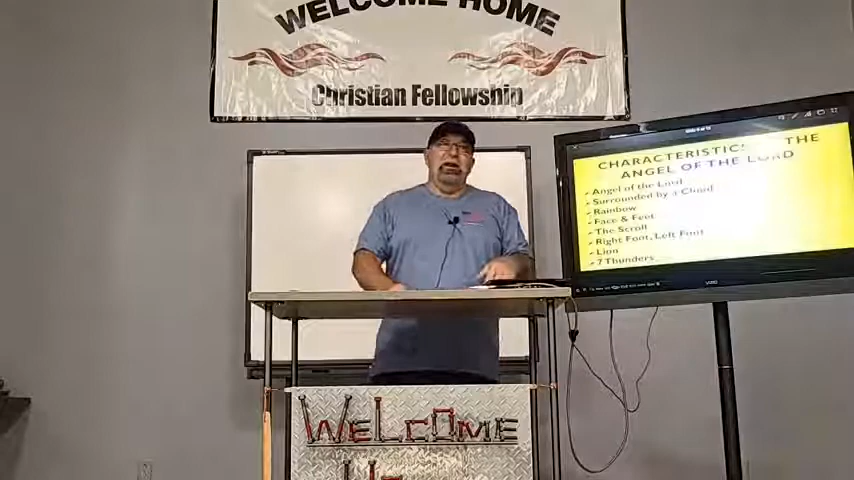 WELCOME HOME
Christian Fellowship
CHARACTERISTIC: THE
ANGEL OF THE LORD
Angel of the Lord
Surrounded by a Cloud
Rainbow
Face & Feet
The Scroll
Right Foot, Left Foot
Lion
7 Thunders
WELCOME